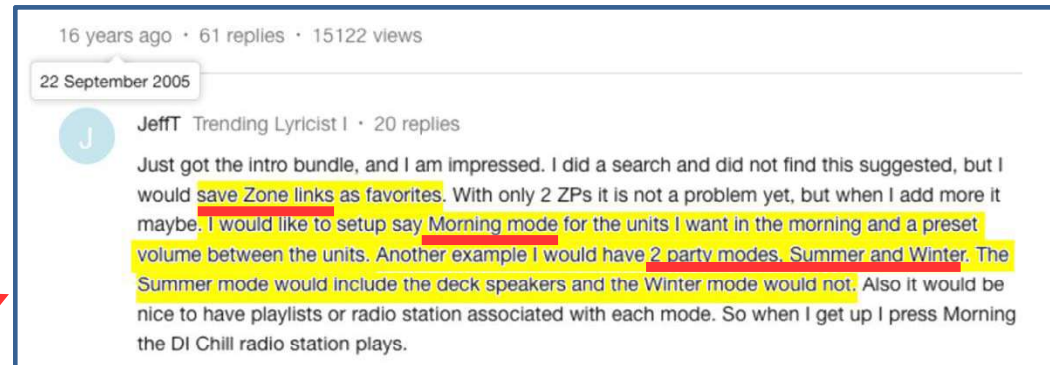 16 years ago · 61 replies · 15122 views
22 September 2005
J
JeffT Trending Lyricist I · 20 replies
Just got the intro bundle, and I am impressed. I did a search and did not find this suggested, but I
would save Zone links as favorites. With only 2 ZPs it is not a problem yet, but when I add more it
maybe. I would like to setup say Morning mode for the units I want in the morning and a preset
volume between the units. Another example I would have 2 party modes. Summer and Winter. The
Summer mode would include the deck speakers and the Winter mode would not. Also it would be
nice to have playlists or radio station associated with each mode. So when I get up I press Morning
the DI Chill radio station plays.